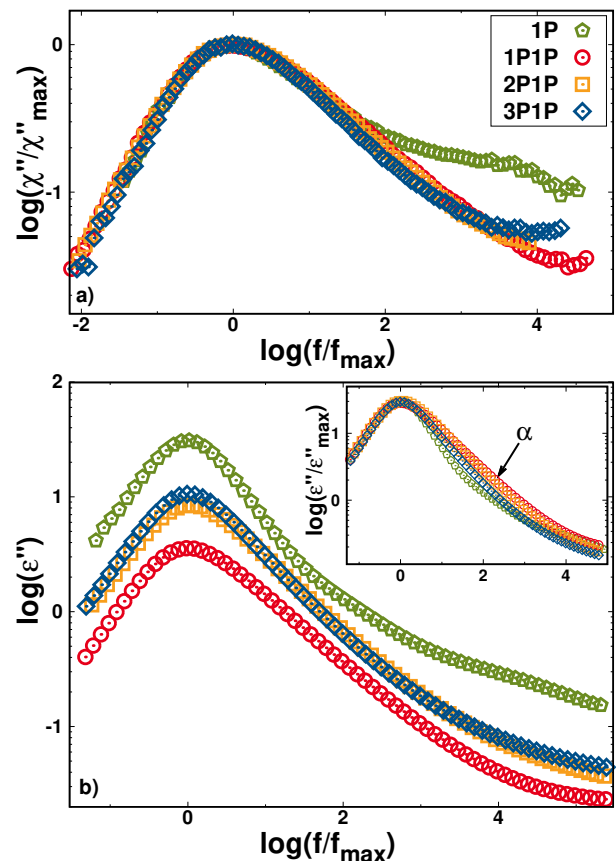 1P
1P1P
2P1P
3P1P
0
-1
log(χ''/χ''max)
a)
-2 0 2 4
log(f/fmax)
2
1
0
-1
log(ε'')
b)
0 2 4
log(f/fmax)
α
0
log(ε''/ε''max)
0 2 4